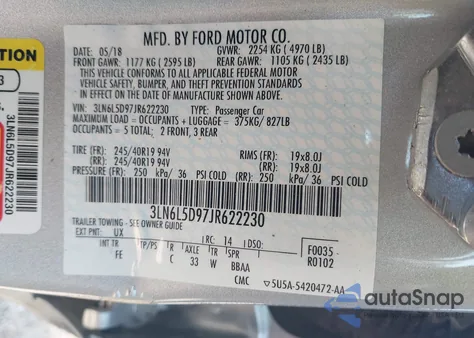 MFD. BY FORD MOTOR CO.
05/18 GVWR: 2254 KG ( 4970 LB)
FRONT GAWR: 1177 KG ( 2595 LB) REAR GAWR: 1105 KG ( 2435 LB)
THIS VEHICLE CONFORMS TO ALL APPLICABLE FEDERAL MOTOR
VEHICLE SAFETY, BUMPER, AND THEFT PREVENTION STANDARDS
IN EFFECT ON THE DATE OF MANUFACTURE SHOWN ABOVE.
VIN: 3LN6L5D97JR622230 TYPE: Passenger Car
MAXIMUM LOAD = OCCUPANTS + LUGGAGE = 375KG/ 827LB
OCCUPANTS = 5 TOTAL: 2 FRONT, 3 REAR
TIRE (FR): 245/40R19 94V RIMS (FR): 19x8.0J
(RR): 245/40R19 94V (RR): 19x8.0J
PRESSURE (FR) 250 kPa/ 36 PSI COLD (RR) 250 kPa/ 36 PSI COLD
3LN6L5D97JR622230
TRAILER TOWING - SEE OWNER GUIDE
EXT PNT: UX RC: 14 DSO: F0035
INT TR TP/PS R AXLE TR SPR R0102
FE C 33 W BBAA
CMC 5U5A-5420472-AA
TION
3
3LN6L5D97JR622230
autoSnap